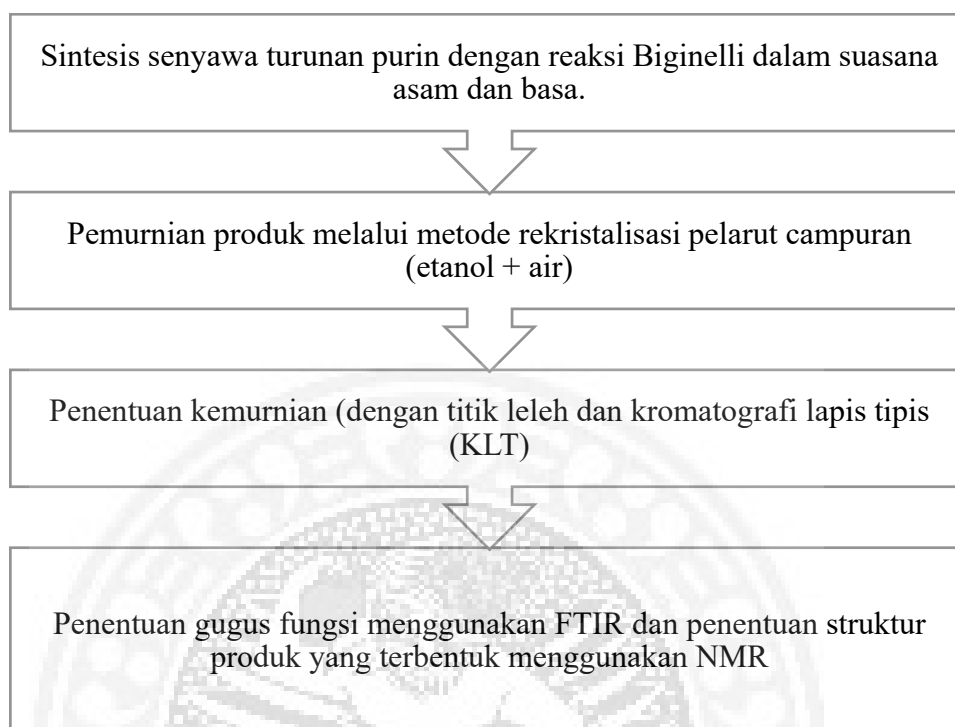 Sintesis senyawa turunan purin dengan reaksi Biginelli dalam suasana
asam dan basa.
Pemurnian produk melalui metode rekristalisasi pelarut campuran
(etanol + air)
Penentuan kemurnian (dengan titik leleh dan kromatografi lapis tipis
(KLT)
Penentuan gugus fungsi menggunakan FTIR dan penentuan struktur
produk yang terbentuk menggunakan NMR